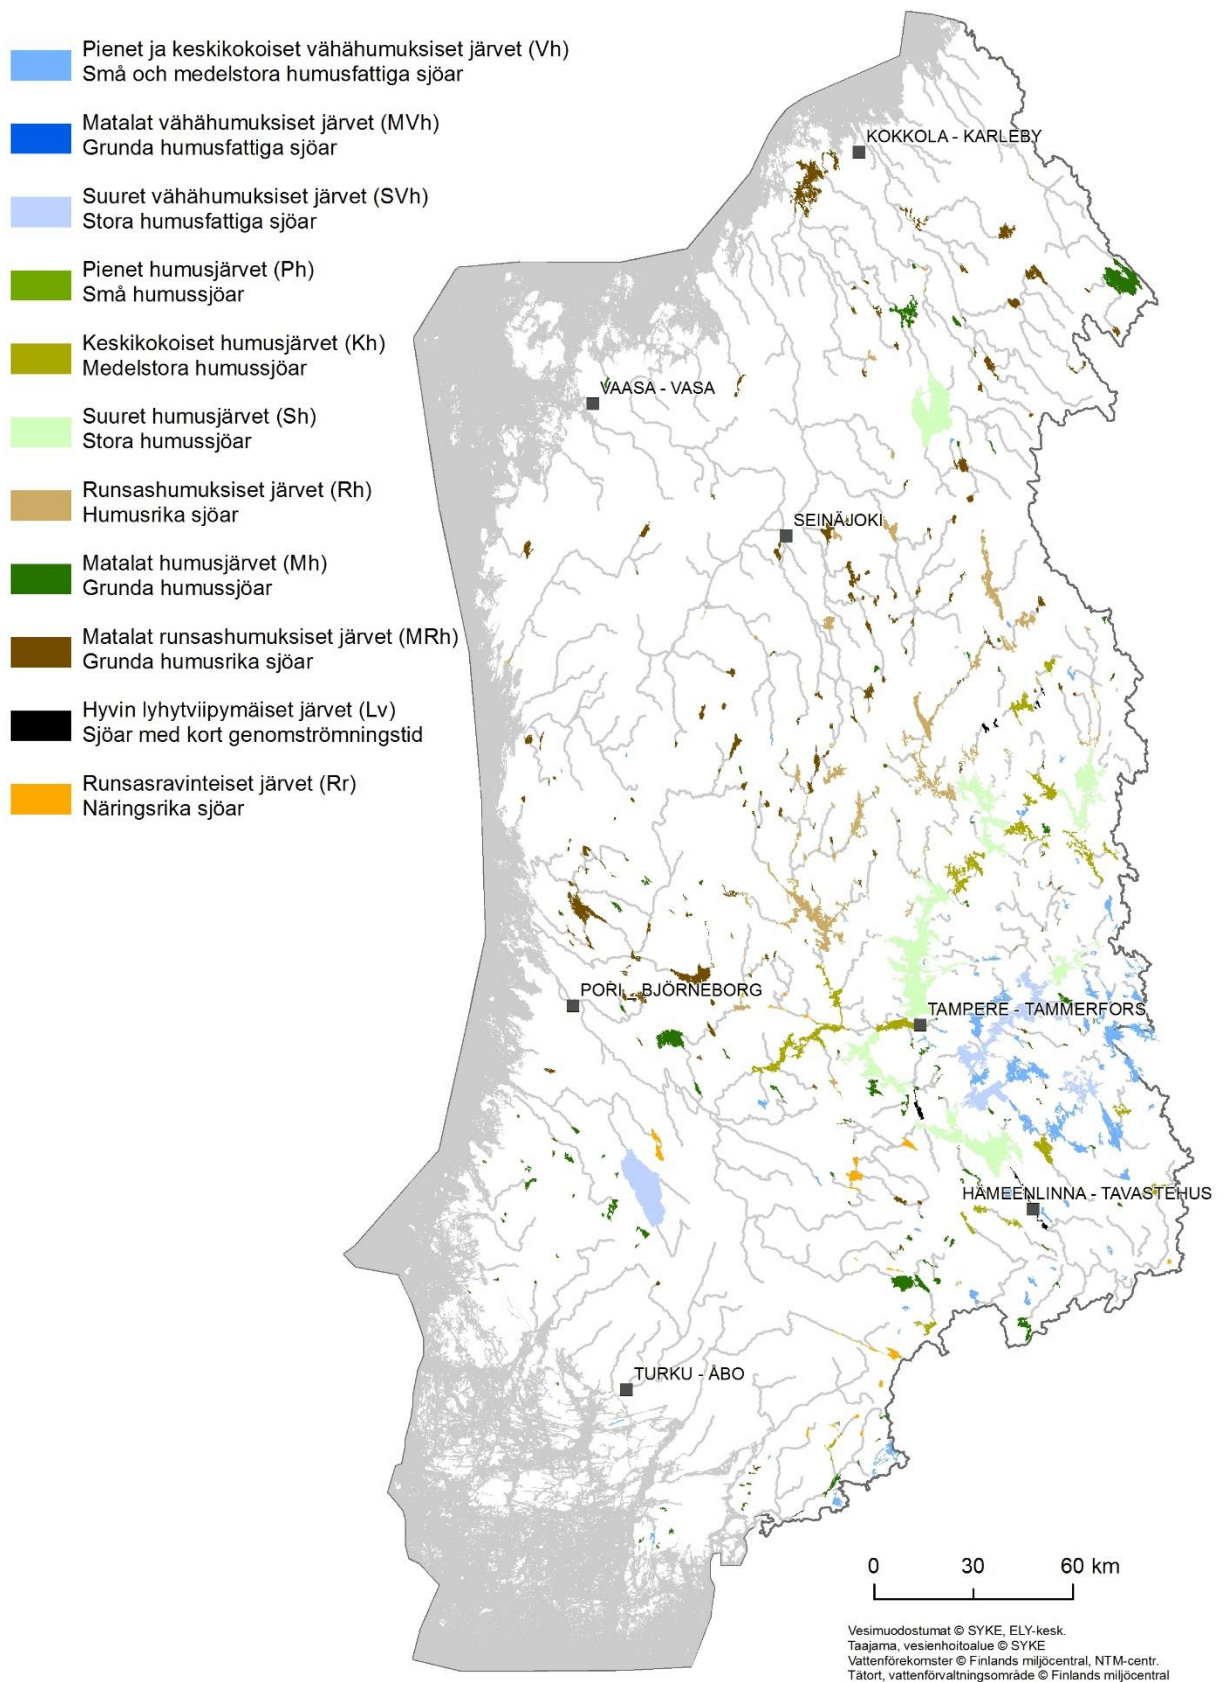 Pienet ja keskikokoiset vähähumuksiset järvet (Vh)
Små och medelstora humusfattiga sjöar
Matalat vähähumuksiset järvet (MVh)
Grunda humusfattiga sjöar
Suuret vähähumuksiset järvet (SVh)
Stora humusfattiga sjöar
Pienet humusjärvet (Ph)
Små humussjöar
Keskikokoiset humusjärvet (Kh)
Medelstora humussjöar
Suuret humusjärvet (Sh)
Stora humussjöar
Runsashumuksiset järvet (Rh)
Humusrika sjöar
Matalat humusjärvet (Mh)
Grunda humussjöar
Matalat runsashumuksiset järvet (MRh)
Grunda humusrika sjöar
Hyvin lyhytviipymäiset järvet (Lv)
Sjöar med kort genomströmningstid
Runsasravinteiset järvet (Rr)
Näringsrika sjöar
KOKKOLA - KARLEBY
VAASA - VASA
SEINÄJOKI
PORI - BJÖRNEBORG
TAMPERE - TAMMERFORS
HÄMEENLINNA - TAVASTEHUS
TURKU - ÅBO
0 30 60 km
Vesimuodostumat © SYKE, ELY-kesk.
Taajama, vesienhoitoalue © SYKE
Vattenförekomster © Finlands miljöcentral, NTM-centr.
Tätort, vattenförvaltningsområde © Finlands miljöcentral